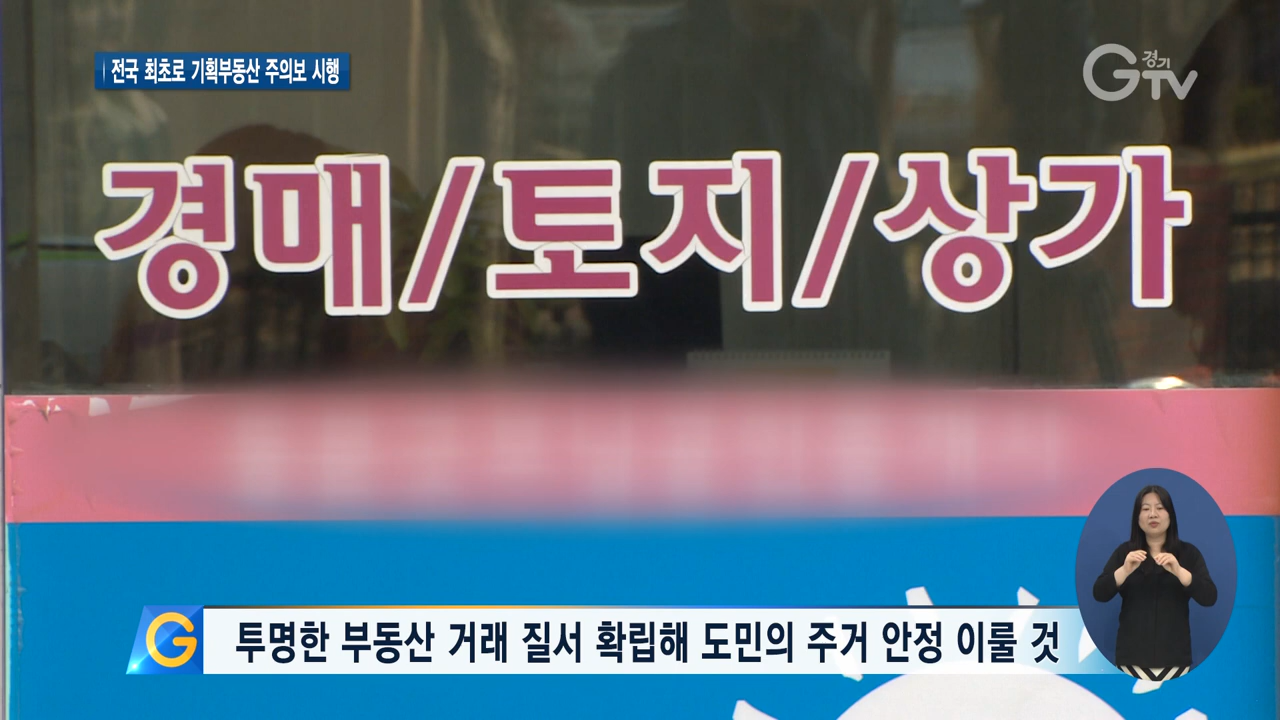 전국 최초로 기획부동산 주의보 시행
경기
GTV
경매/토지/상가
G 투명한 부동산 거래 질서 확립해 도민의 주거 안정 이룰 것